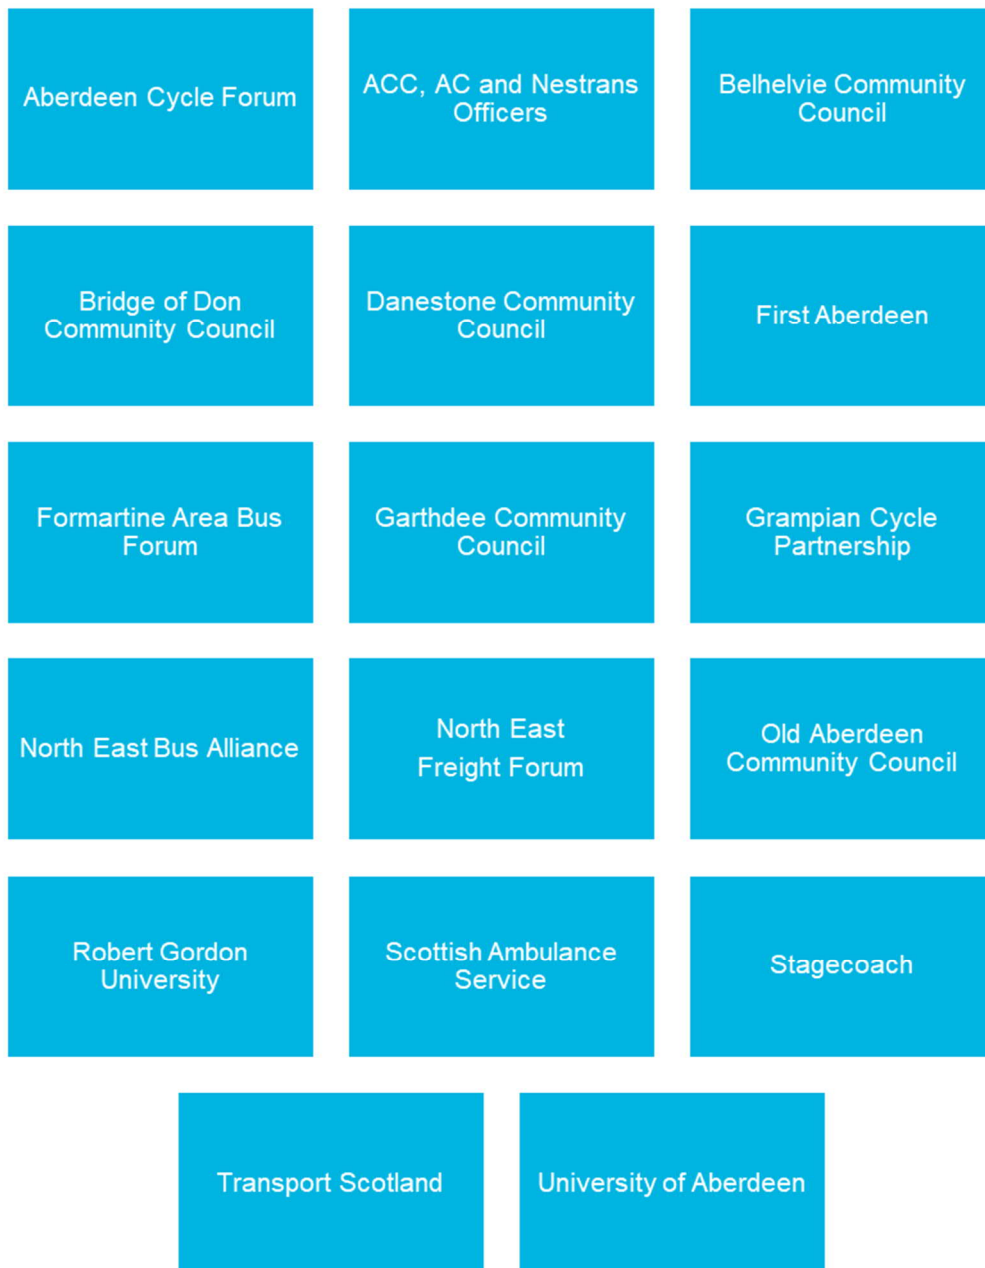 Aberdeen Cycle Forum
ACC, AC and Nestrans
Officers
Belhelvie Community
Council
Bridge of Don
Community Council
Danestone Community
Council
First Aberdeen
Formartine Area Bus
Forum
Garthdee Community
Council
Grampian Cycle
Partnership
North East Bus Alliance
North East
Freight Forum
Old Aberdeen
Community Council
Robert Gordon
University
Scottish Ambulance
Service
Stagecoach
Transport Scotland
University of Aberdeen